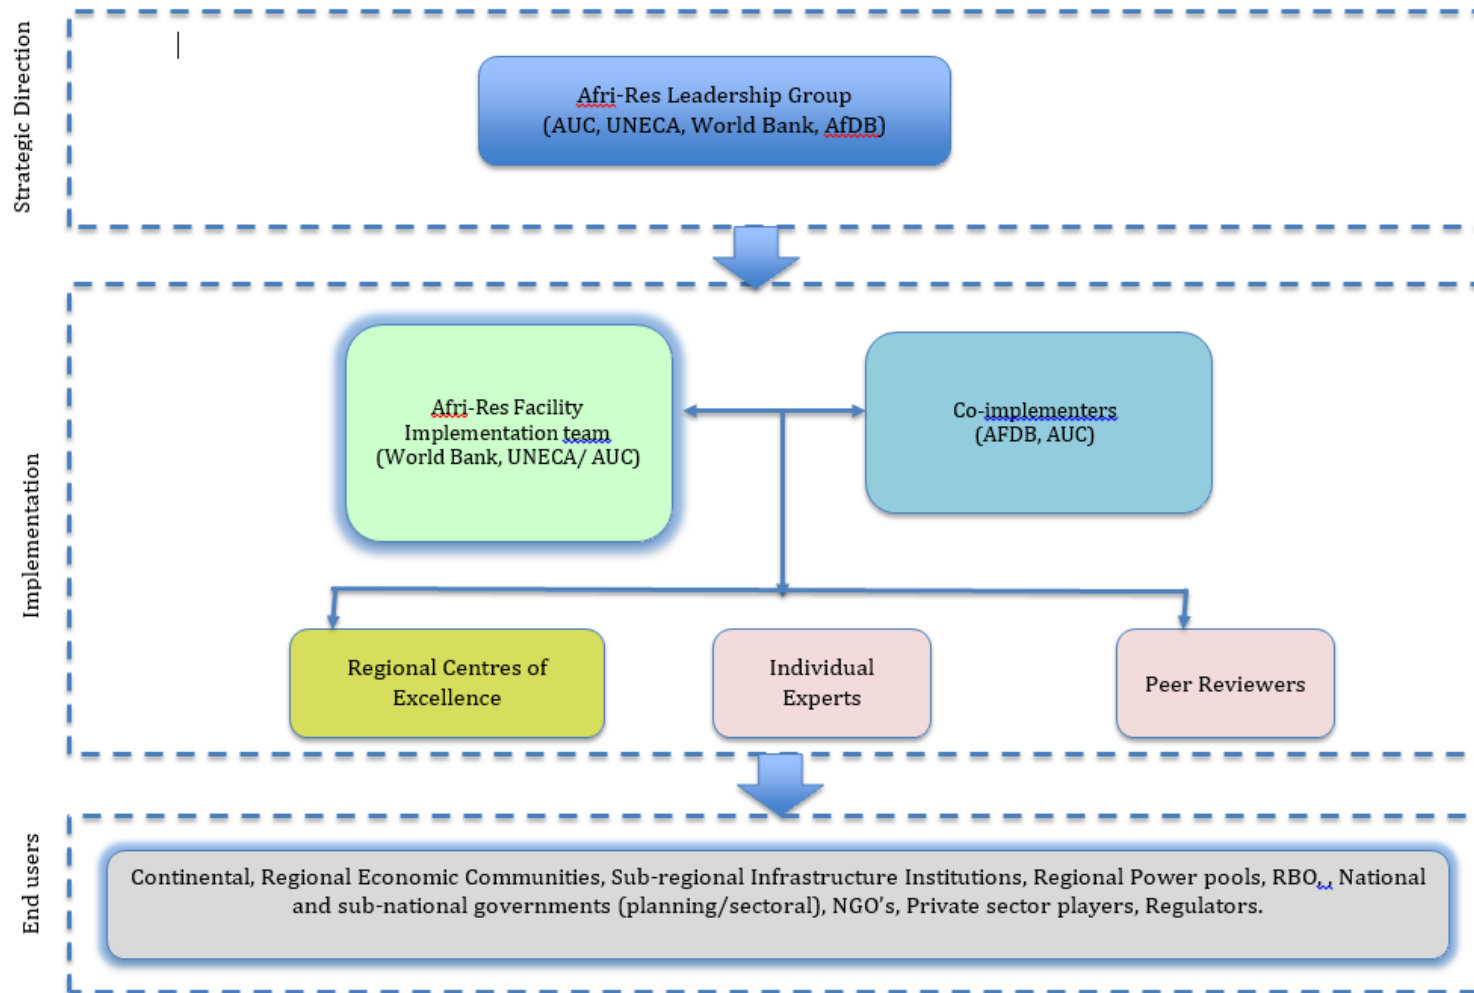 Strategic Direction
Afri-Res Leadership Group
(AUC, UNECA, World Bank, AfDB)
Implementation
Afri-Res Facility
Implementation team
(World Bank, UNECA/ AUC)
Co-implementers
(AFDB, AUC)
Regional Centres of
Excellence
Individual
Experts
Peer Reviewers
End users
Continental, Regional Economic Communities, Sub-regional Infrastructure Institutions, Regional Power pools, RBO,, National
and sub-national governments (planning/sectoral), NGO's, Private sector players, Regulators.